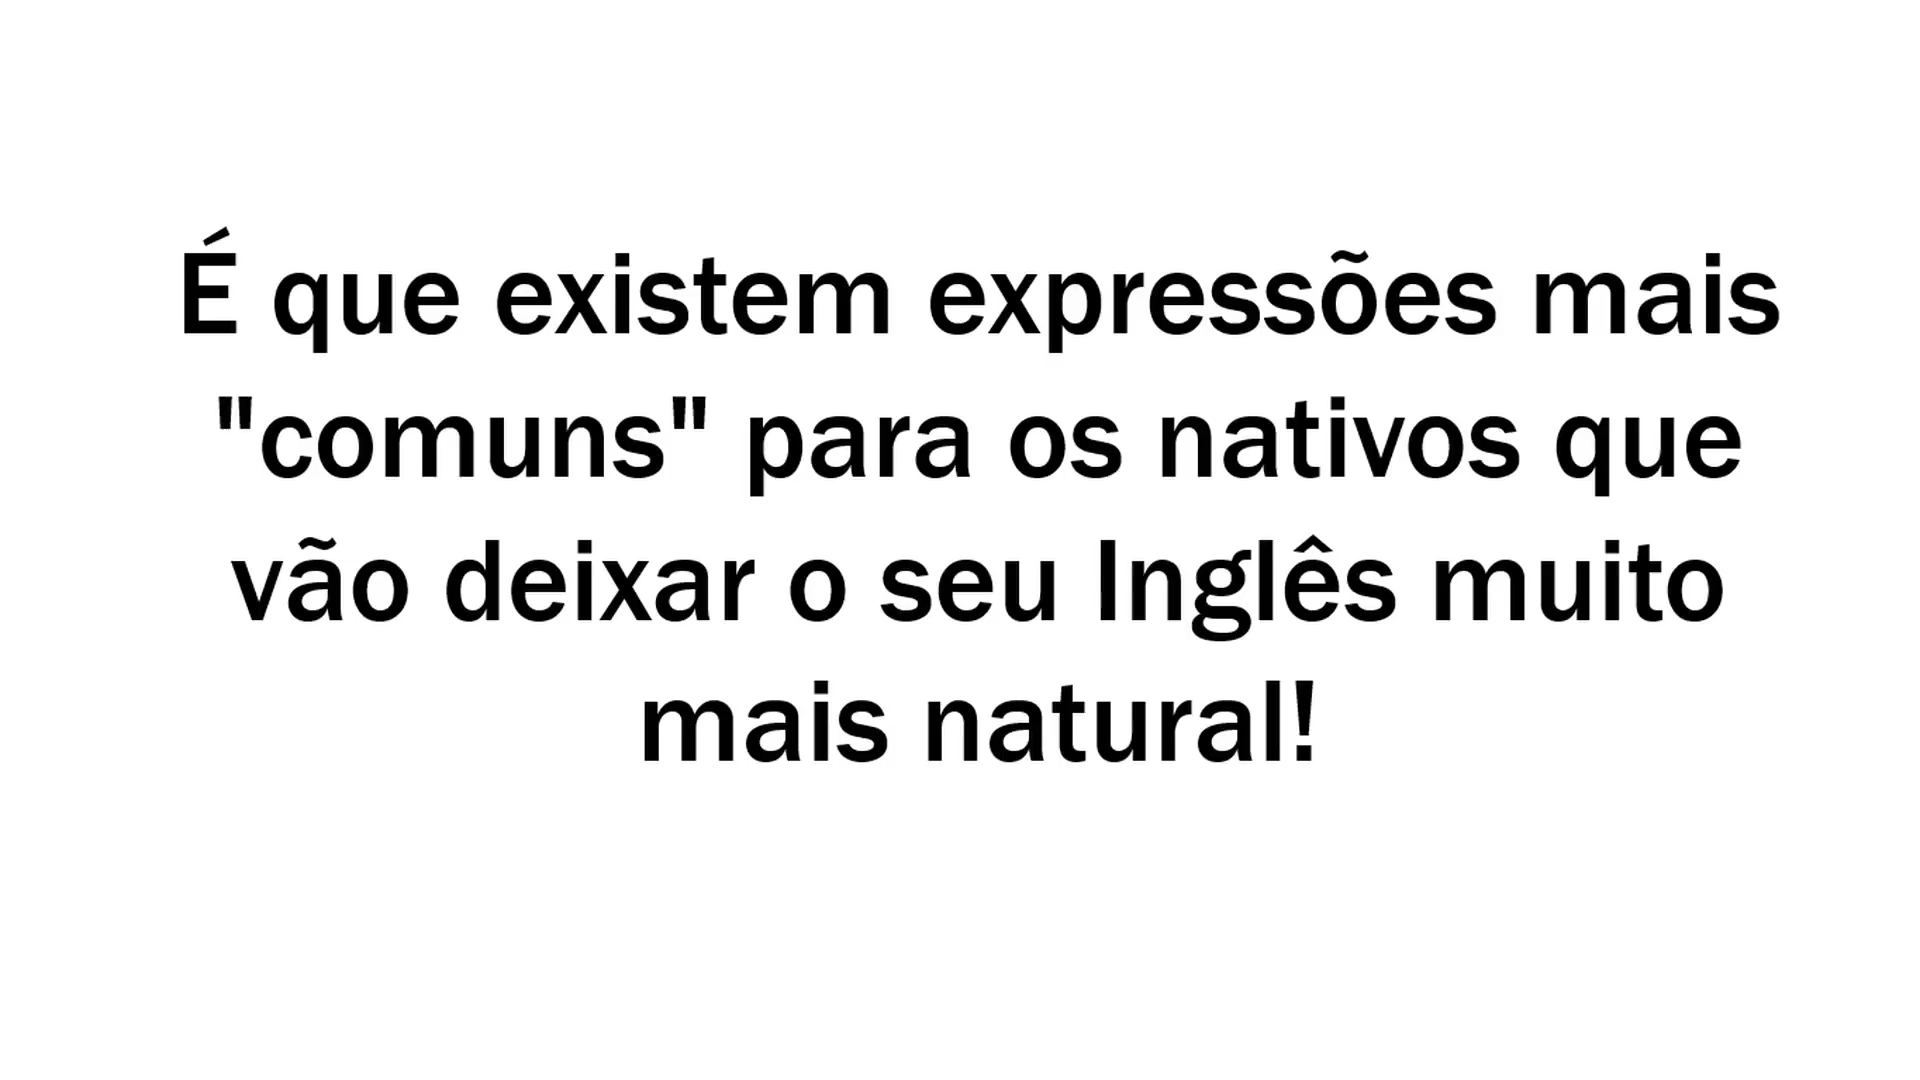 É que existem expressões mais
"comuns" para os nativos que
vão deixar o seu Inglês muito
mais natural!